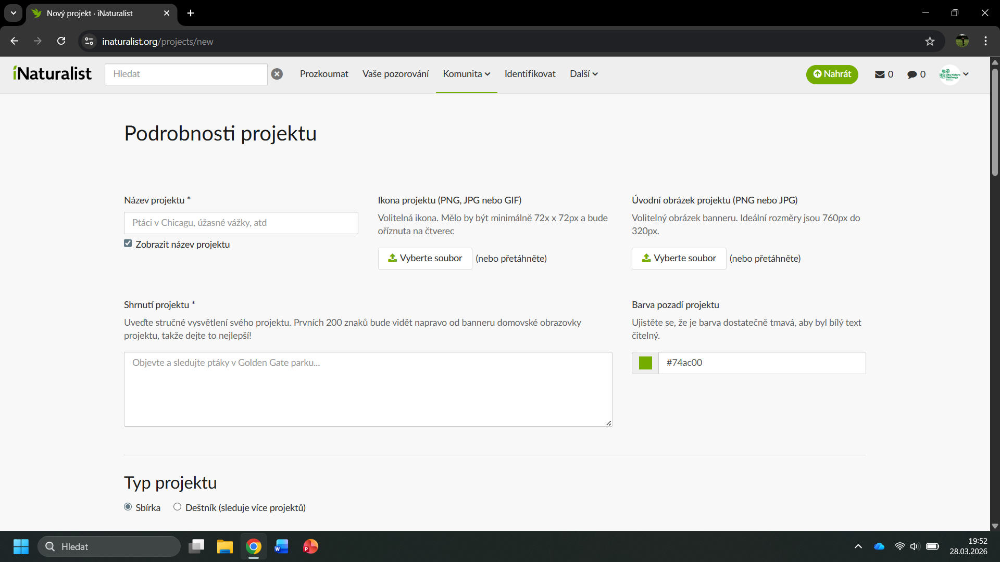 Nový projekt · iNaturalist
inaturalist.org/projects/new
iNaturalist
Hledat
Prozkoumat
Vaše pozorování
Komunita
Identifikovat
Další
Nahrát
0
0
City Nature Challenge
Podrobnosti projektu
Název projektu *
Ptáci v Chicagu, úžasné vážky, atd
Zobrazit název projektu
Ikona projektu (PNG, JPG nebo GIF)
Volitelná ikona. Mělo by být minimálně 72x x 72px a bude
oříznuta na čtverec
Vyberte soubor (nebo přetáhněte)
Úvodní obrázek projektu (PNG nebo JPG)
Volitelný obrázek banneru. Ideální rozměry jsou 760px do
320px.
Vyberte soubor (nebo přetáhněte)
Shrnutí projektu *
Uveďte stručné vysvětlení svého projektu. Prvních 200 znaků bude vidět napravo od banneru domovské obrazovky
projektu, takže dejte to nejlepší!
Objevte a sledujte ptáky v Golden Gate parku...
Barva pozadí projektu
Ujistěte se, že je barva dostatečně tmavá, aby byl bílý text
čitelný.
#74ac00
Typ projektu
Sbírka
Deštník (sleduje více projektů)
Hledat
W
P
19:52
28.03.2026